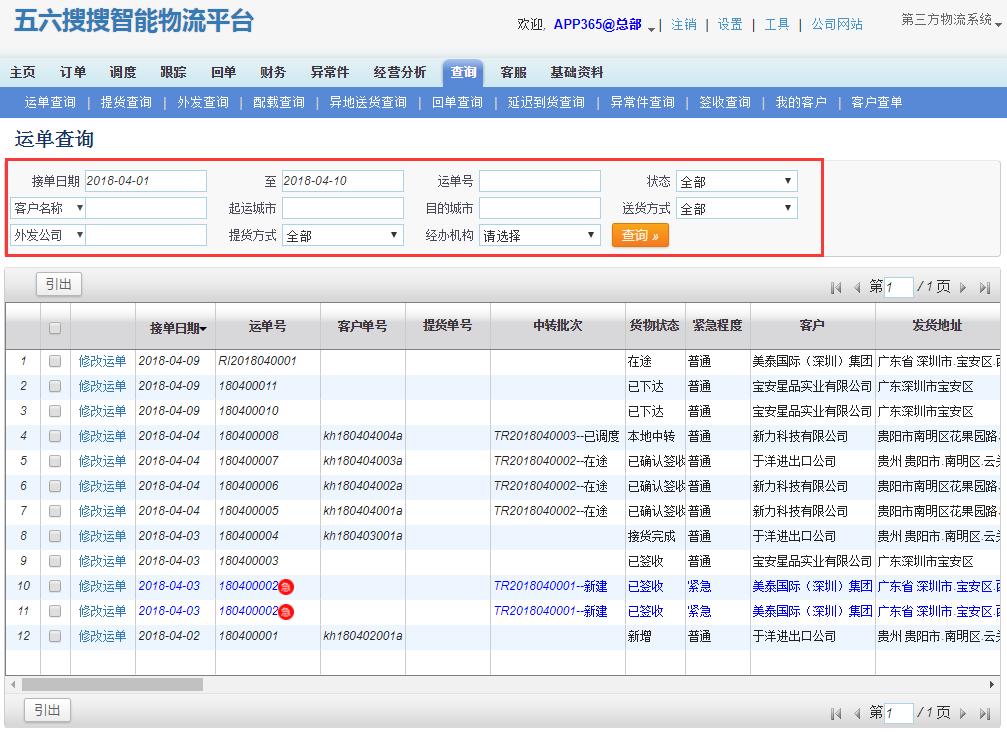 五六搜搜智能物流平台
欢迎, APP365@总部 | 注销 | 设置 | 工具 | 公司网站 第三方物流系统
主页 订单 调度 跟踪 回单 财务 异常件 经营分析 查询 客服 基础资料
运单查询 | 提货查询 | 外发查询 | 配载查询 | 异地送货查询 | 回单查询 | 延迟到货查询 | 异常件查询 | 签收查询 | 我的客户 | 客户查单
运单查询
接单日期 2018-04-01 至 2018-04-10 运单号 状态 全部
客户名称 起运城市 目的城市 送货方式 全部
外发公司 提货方式 全部 经办机构 请选择 查询 »
引出 第 1 / 1 页
接单日期 运单号 客户单号 提货单号 中转批次 货物状态 紧急程度 客户 发货地址
1 修改运单 2018-04-09 RI2018040001 在途 普通 美泰国际（深圳）集团 广东省.深圳市.宝安区.西
2 修改运单 2018-04-09 180400011 已下达 普通 宝安星品实业有限公司 广东深圳市宝安区
3 修改运单 2018-04-09 180400010 已下达 普通 宝安星品实业有限公司 广东深圳市宝安区
4 修改运单 2018-04-04 180400008 kh180404004a TR2018040003--已调度 本地中转 普通 新力科技有限公司 贵阳市南明区花果园路.
5 修改运单 2018-04-04 180400007 kh180404003a TR2018040002--在途 已确认签收 普通 于洋进出口公司 贵州.贵阳市.南明区.云关
6 修改运单 2018-04-04 180400006 kh180404002a TR2018040002--在途 已确认签收 普通 新力科技有限公司 贵阳市南明区花果园路.
7 修改运单 2018-04-04 180400005 kh180404001a TR2018040002--在途 已确认签收 普通 新力科技有限公司 贵阳市南明区花果园路.
8 修改运单 2018-04-03 180400004 kh180403001a 接货完成 普通 于洋进出口公司 贵州.贵阳市.南明区.云关
9 修改运单 2018-04-03 180400003 已签收 普通 宝安星品实业有限公司 广东深圳市宝安区
10 修改运单 2018-04-03 180400002 急 TR2018040001--新建 已签收 紧急 美泰国际（深圳）集团 广东省.深圳市.宝安区.西
11 修改运单 2018-04-03 180400002 急 TR2018040001--新建 已签收 紧急 美泰国际（深圳）集团 广东省.深圳市.宝安区.西
12 修改运单 2018-04-02 180400001 kh180402001a 新增 普通 于洋进出口公司 贵州.贵阳市.南明区.云关
引出 第 1 / 1 页